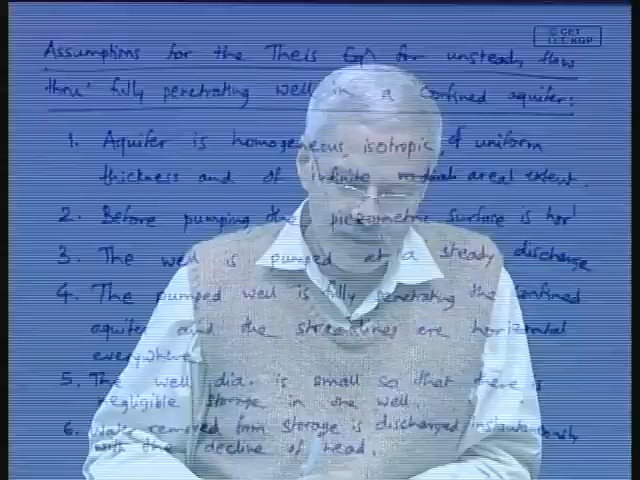 © CET
I.I.T. KGP
Assumptions for the Theis Eqn for unsteady flow
thru' fully penetrating well in a confined aquifer:
1. Aquifer is homogeneous, isotropic, of uniform
thickness and of infinite areal extent.
2. Before pumping the piezometric surface is hor
3. The well is pumped at a steady discharge
4. The pumped well is fully penetrating the confined
aquifer and the streamlines are horizontal
everywhere
5. The well dia. is small so that there is
negligible storage in the well.
6. Water removed from storage is discharged instantaneously
with the decline of head.